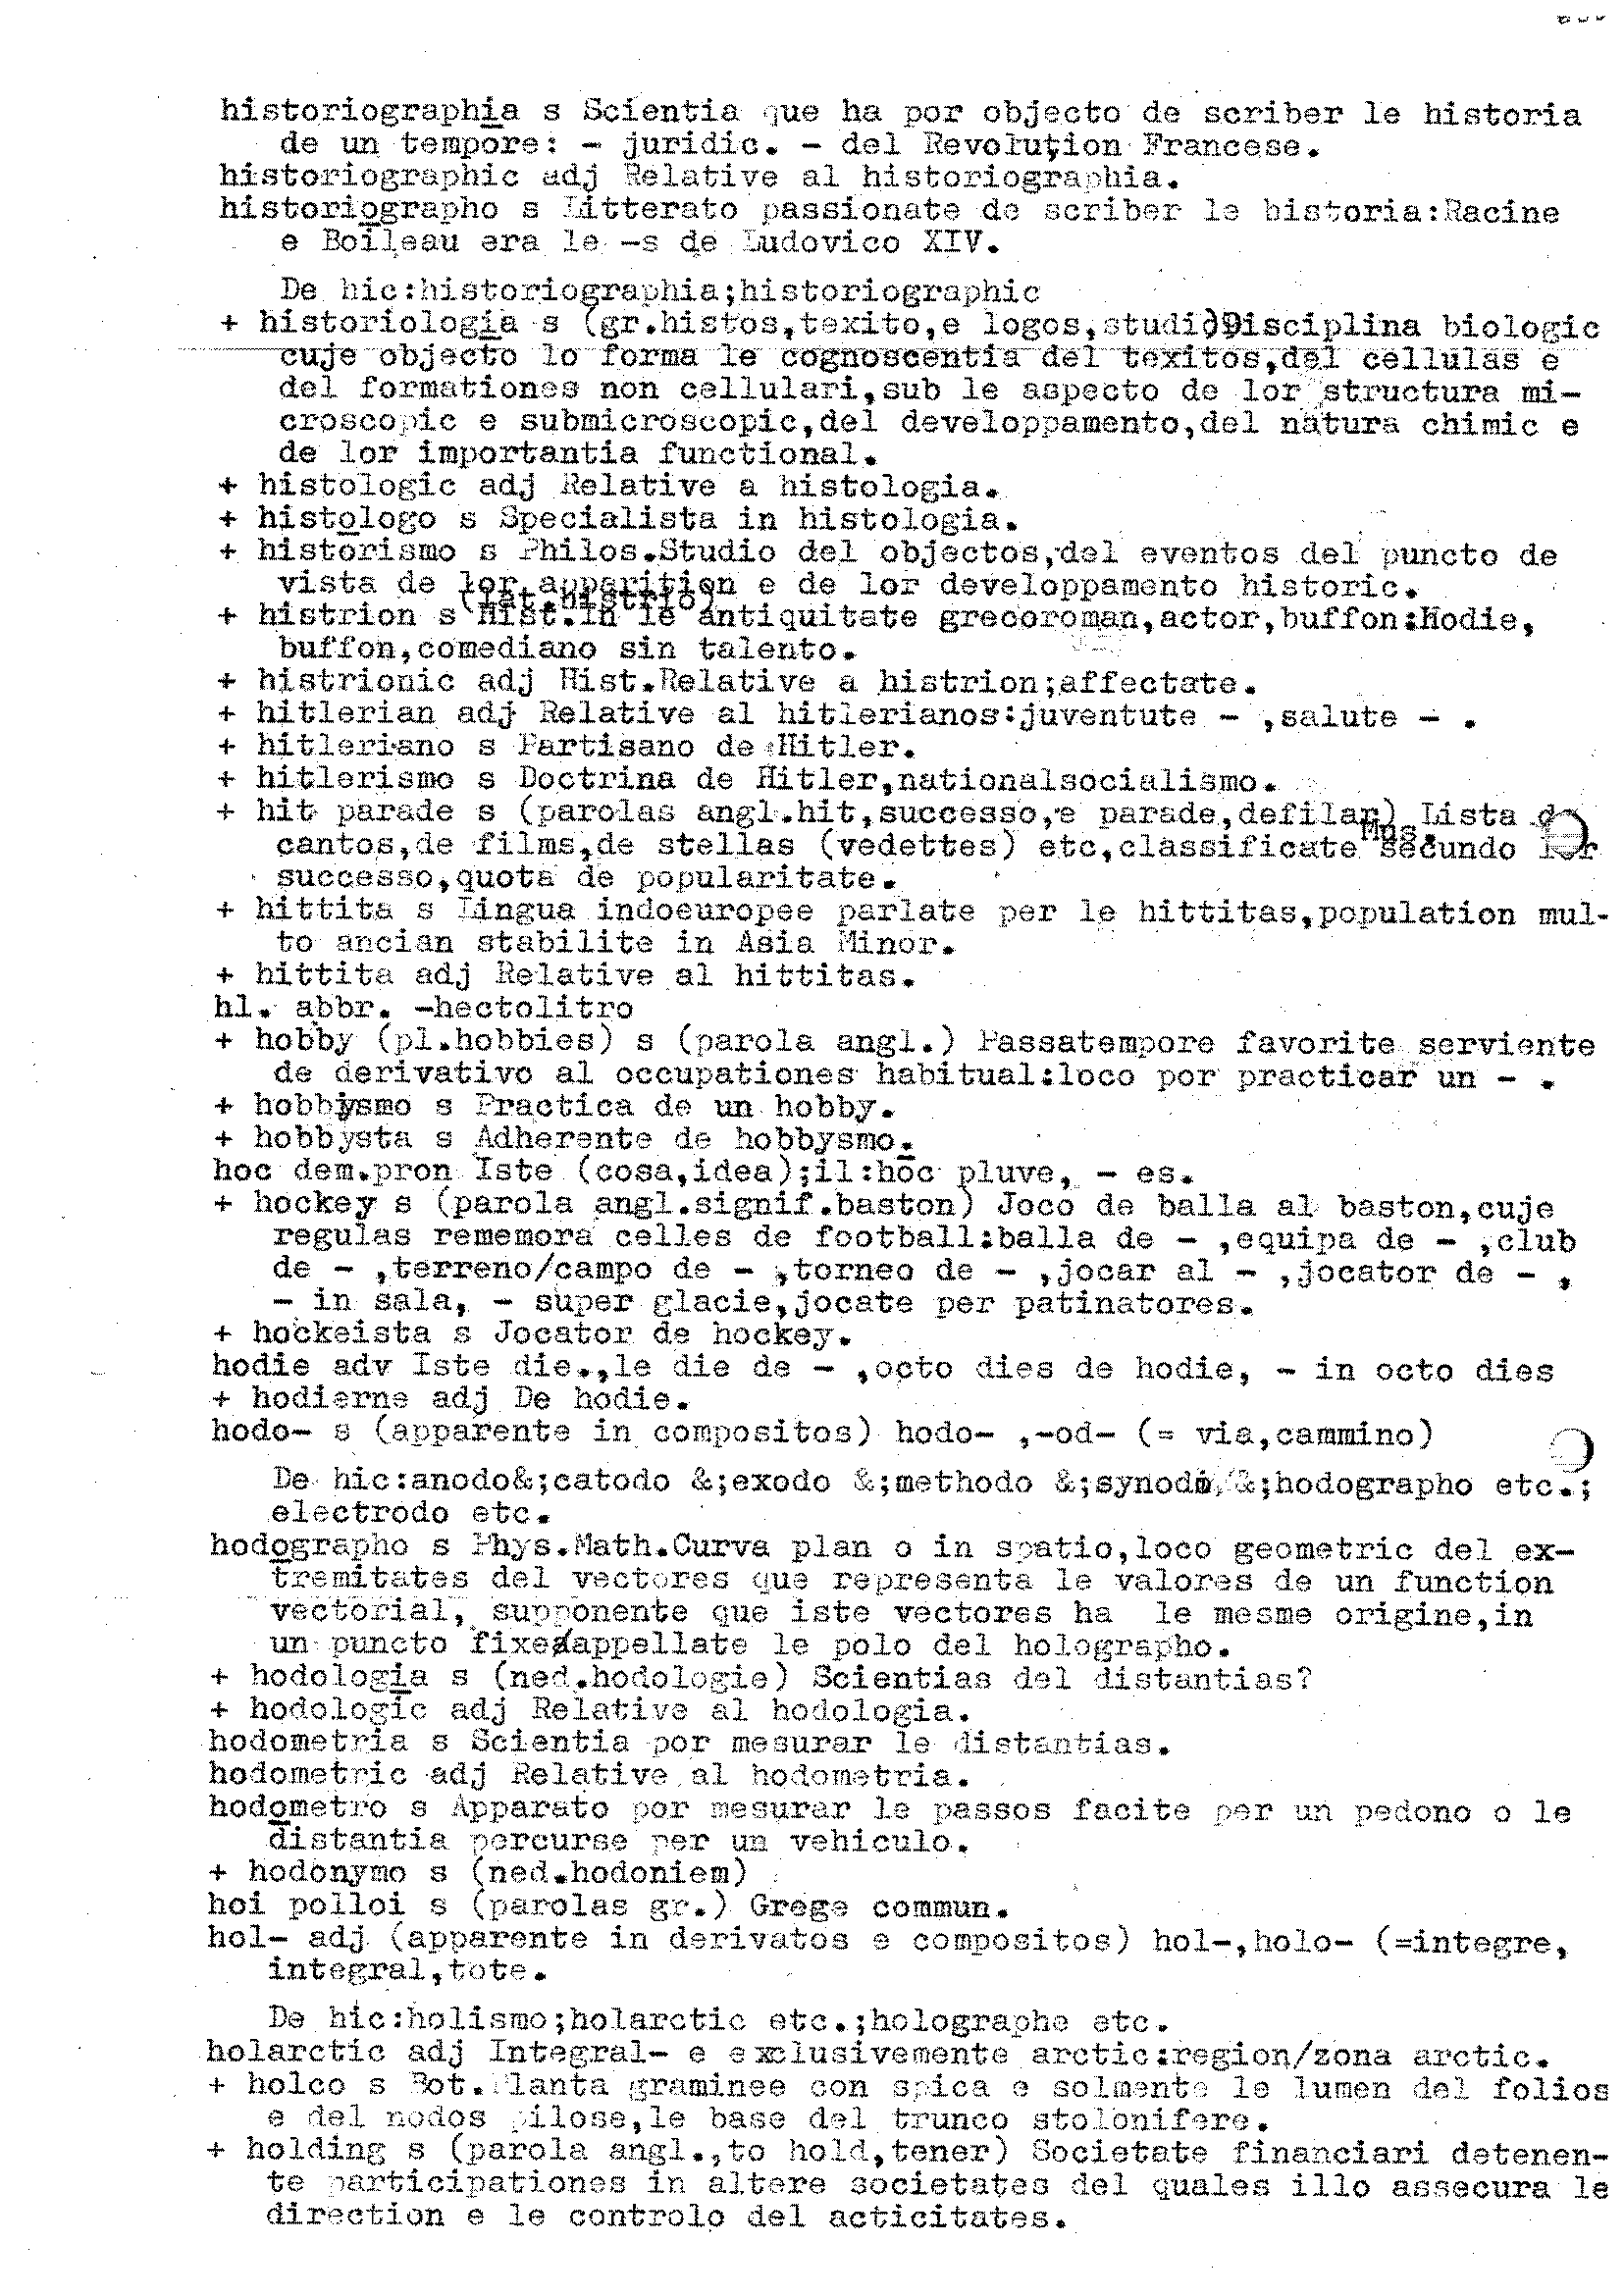 historiographia s Scientia que ha por objecto de scriber le historia
de un tempore: - juridic. - del Revolution Francese.
historiographic adj Relative al historiographia.
historiographo s Litterato passionate de scriber le historia:Racine
e Boileau era le -s de Ludovico XIV.
De hic:historiographia;historiographic
+ historiologia s (gr.histos,texito,e logos,studio)Disciplina biologic
cuje objecto lo forma le cognoscentia del texitos,del cellulas e
del formationes non cellulari,sub le aspecto de lor structura mi-
croscopic e submicroscopic,del developpamento,del natura chimic e
de lor importantia functional.
+ histologic adj Relative a histologia.
+ histologo s Specialista in histologia.
+ historismo s Philos.Studio del objectos,del eventos del puncto de
vista de lor apparition e de lor developpamento historic.
(lat.histrio)
+ histrion s Hist.In le antiquitate grecoroman,actor,buffon:Hodie,
buffon,comediano sin talento.
+ histrionic adj Hist.Relative a histrion;affectate.
+ hitlerian adj Relative al hitlerianos:juventute - ,salute - .
+ hitleriano s Partisano de Hitler.
+ hitlerismo s Doctrina de Hitler,nationalsocialismo.
+ hit parade s (parolas angl.hit,successo,e parade,defilar) Lista
Mus.
cantos,de films,de stellas (vedettes) etc,classificate secundo lor
successo,quota de popularitate.
+ hittita s Lingua indoeuropee parlate per le hittitas,population mul-
to ancian stabilite in Asia Minor.
+ hittita adj Relative al hittitas.
hl. abbr. -hectolitro
+ hobby (pl.hobbies) s (parola angl.) Passatempore favorite serviente
de derivativo al occupationes habitual:loco por practicar un - .
+ hobbysmo s Practica de un hobby.
+ hobbysta s Adherente de hobbysmo.
hoc dem.pron Iste (cosa,idea);il:hoc pluve, - es.
+ hockey s (parola angl.signif.baston) Joco de balla al baston,cuje
regulas rememora celles de football:balla de - ,equipa de - ,club
de - ,terreno/campo de - ,torneo de - ,jocar al - ,jocator de - ,
- in sala, - super glacie,jocate per patinatores.
+ hockeista s Jocator de hockey.
hodie adv Iste die.,le die de - ,octo dies de hodie, - in octo dies
+ hodierne adj De hodie.
hodo- s (apparente in compositos) hodo- ,-od- (= via,cammino)
De hic:anodo&;catodo &;exodo &;methodo &;synodo &;hodographo etc.;
electrodo etc.
hodographo s Phys.Math.Curva plan o in spatio,loco geometric del ex-
tremitates del vectores que representa le valores de un function
vectorial, supponente que iste vectores ha le mesme origine,in
un puncto fixe appellate le polo del holographo.
+ hodologia s (ned.hodologie) Scientias del distantias?
+ hodologic adj Relative al hodologia.
hodometria s Scientia por mesurar le distantias.
hodometric adj Relative al hodometria.
hodometro s Apparato por mesurar le passos facite per un pedono o le
distantia percurse per un vehiculo.
+ hodonymo s (ned.hodoniem)
hoi polloi s (parolas gr.) Grege commun.
hol- adj (apparente in derivatos e compositos) hol-,holo- (=integre,
integral,tote.
De hic:holismo;holarctic etc.;holographe etc.
holarctic adj Integral- e exclusivemente arctic:region/zona arctic.
+ holco s Bot.Planta graminee con spica e solmente le lumen del folios
e del nodos pilose,le base del trunco stolonifere.
+ holding s (parola angl.,to hold,tener) Societate financiari detenen-
te participationes in altere societates del quales illo assecura le
direction e le controlo del acticitates.